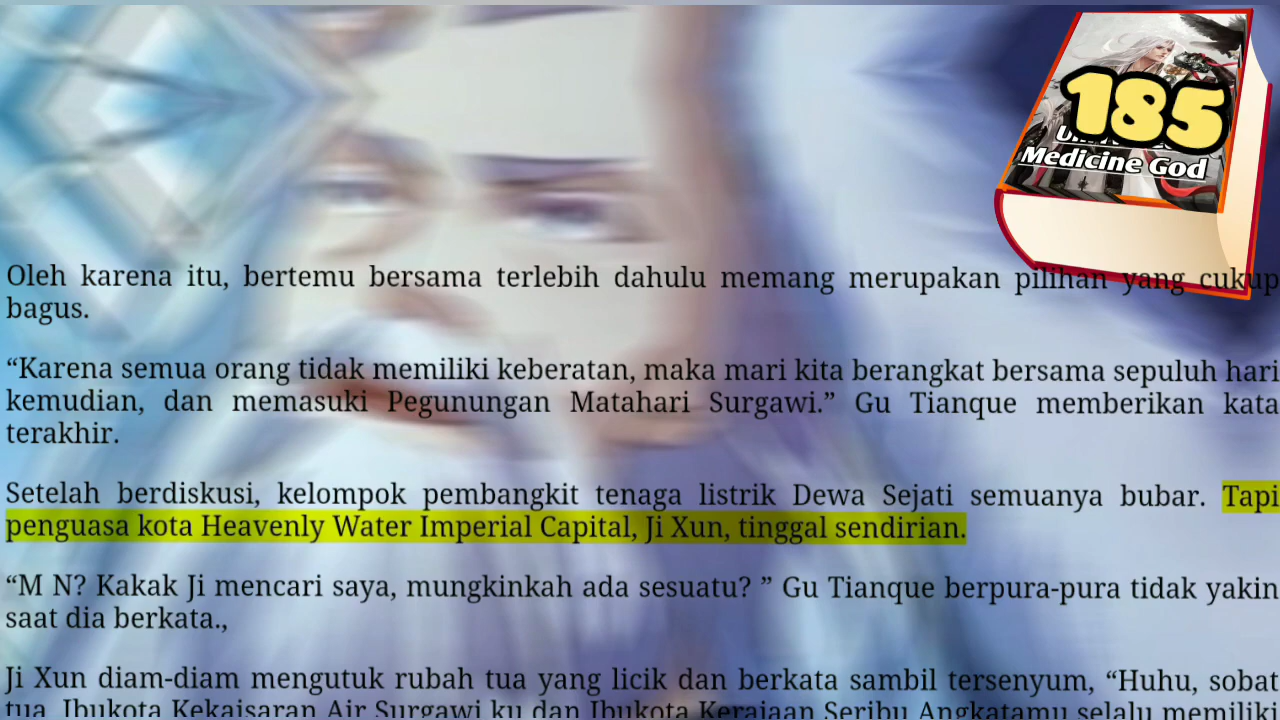 185
Medicine God
Oleh karena itu, bertemu bersama terlebih dahulu memang merupakan pilihan yang cukup
bagus.
“Karena semua orang tidak memiliki keberatan, maka mari kita berangkat bersama sepuluh hari
kemudian, dan memasuki Pegunungan Matahari Surgawi.” Gu Tianque memberikan kata
terakhir.
Setelah berdiskusi, kelompok pembangkit tenaga listrik Dewa Sejati semuanya bubar. Tapi
penguasa kota Heavenly Water Imperial Capital, Ji Xun, tinggal sendirian.
“M N? Kakak Ji mencari saya, mungkinkah ada sesuatu? ” Gu Tianque berpura-pura tidak yakin
saat dia berkata.,
Ji Xun diam-diam mengutuk rubah tua yang licik dan berkata sambil tersenyum, “Huhu, sobat
tua, Ibukota Kekaisaran Air Surgawi ku dan Ibukota Kerajaan Seribu Angkatamu selalu memiliki